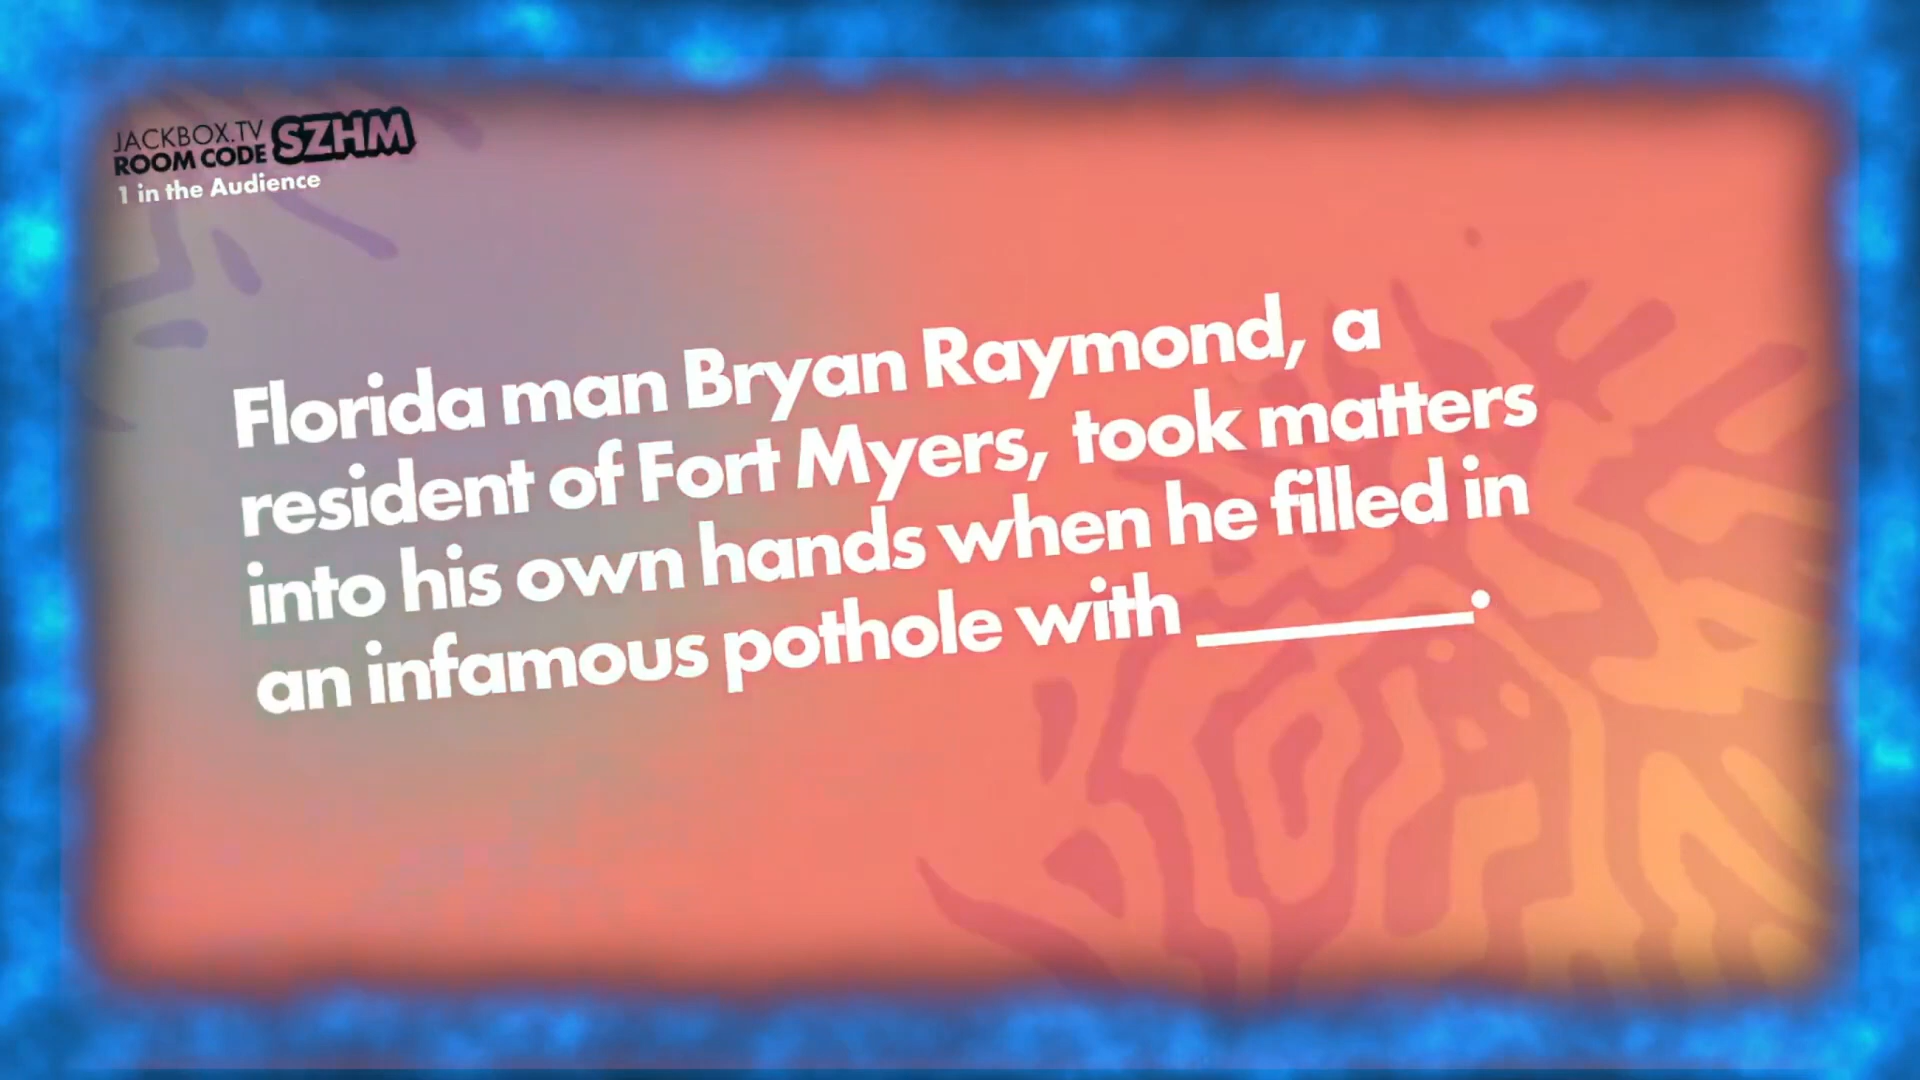 JACKBOX.TV
ROOM CODE SZHM
1 in the Audience
Florida man Bryan Raymond, a
resident of Fort Myers, took matters
into his own hands when he filled in
an infamous pothole with ______.